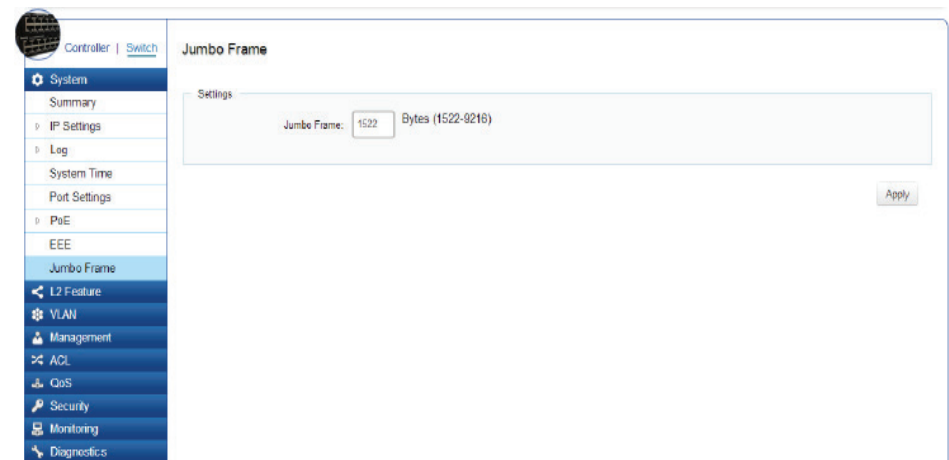 Controller | Switch
Jumbo Frame
System
Summary
IP Settings
Log
System Time
Port Settings
PoE
EEE
Jumbo Frame
L2 Feature
VLAN
Management
ACL
QoS
Security
Monitoring
Diagnostics
Settings
Jumbo Frame: 1522 Bytes (1522-9216)
Apply